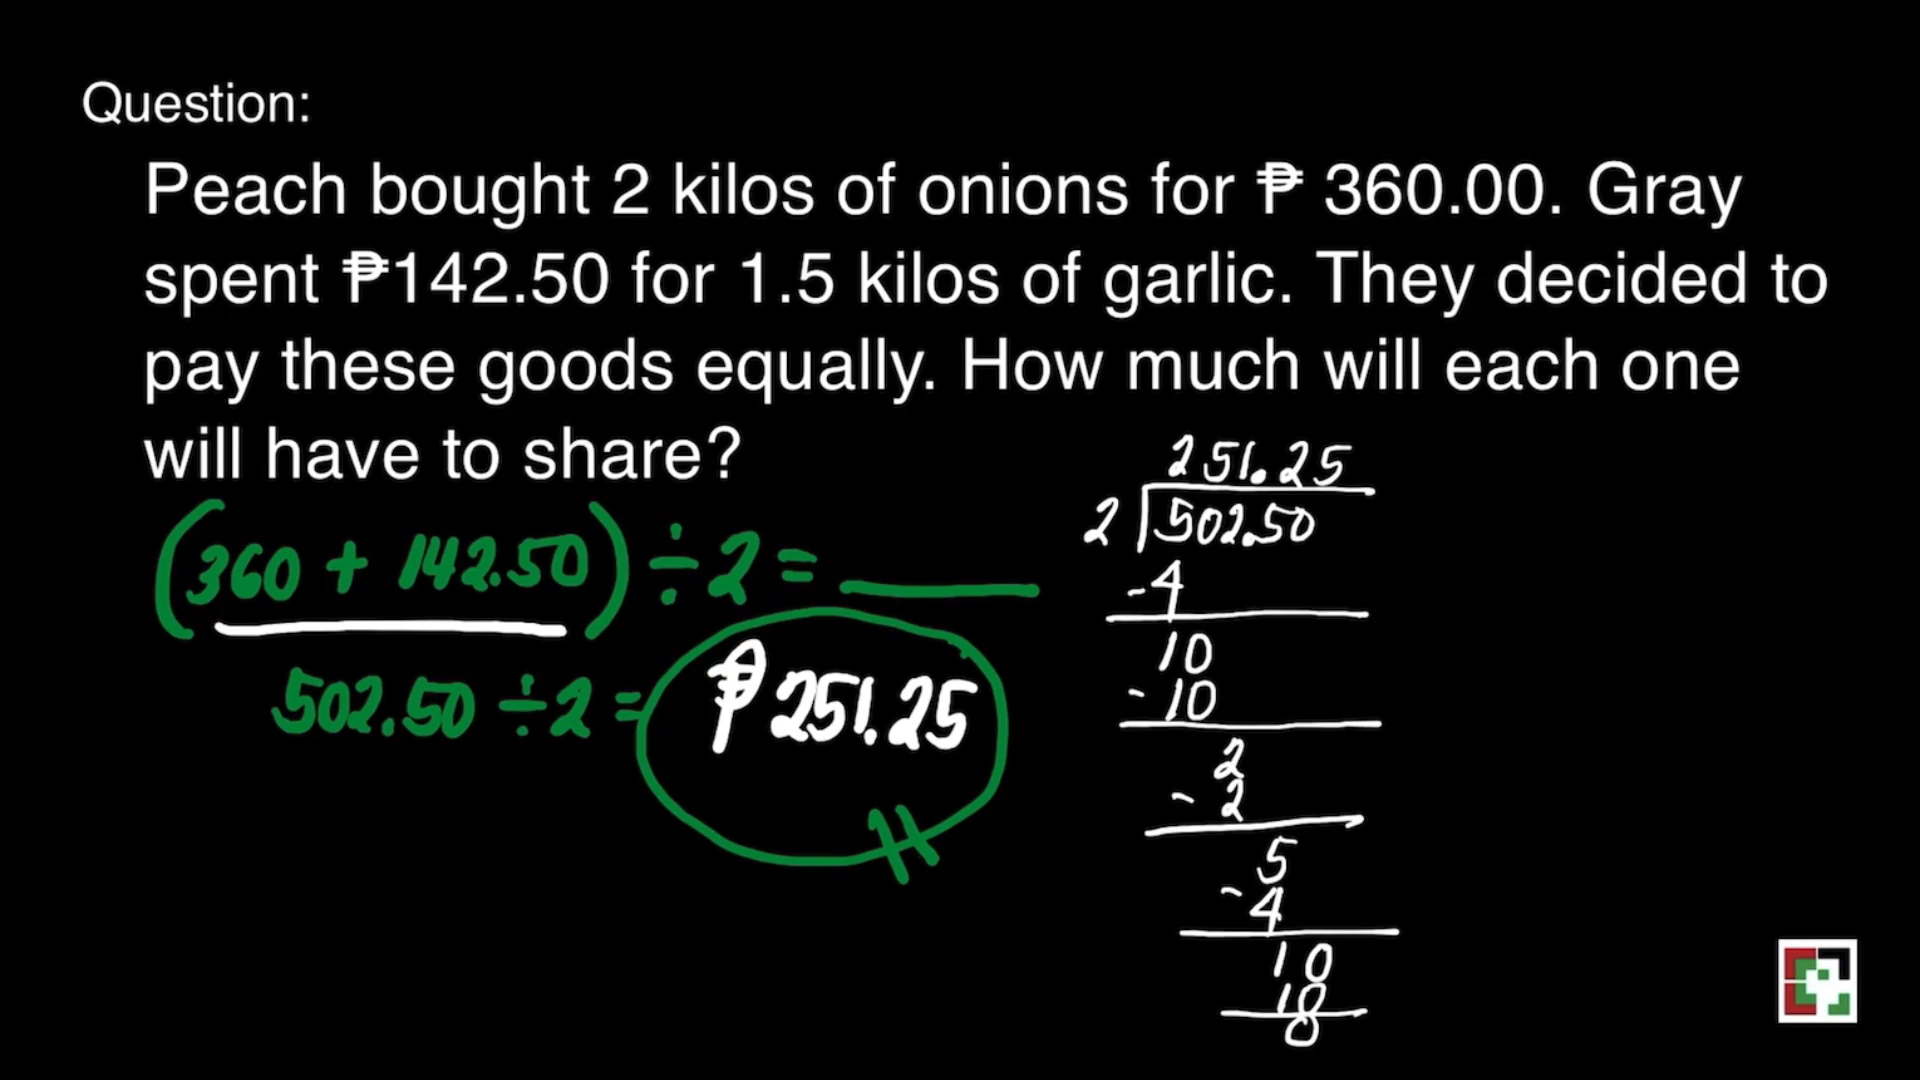 Question:
Peach bought 2 kilos of onions for ₱ 360.00. Gray
spent ₱142.50 for 1.5 kilos of garlic. They decided to
pay these goods equally. How much will each one
will have to share?
(360 + 142.50) ÷ 2 = ______
502.50 ÷ 2 = ₱ 251.25
251.25
2 502.50
- 4
10
- 10
2
- 2
5
- 4
10
10
0